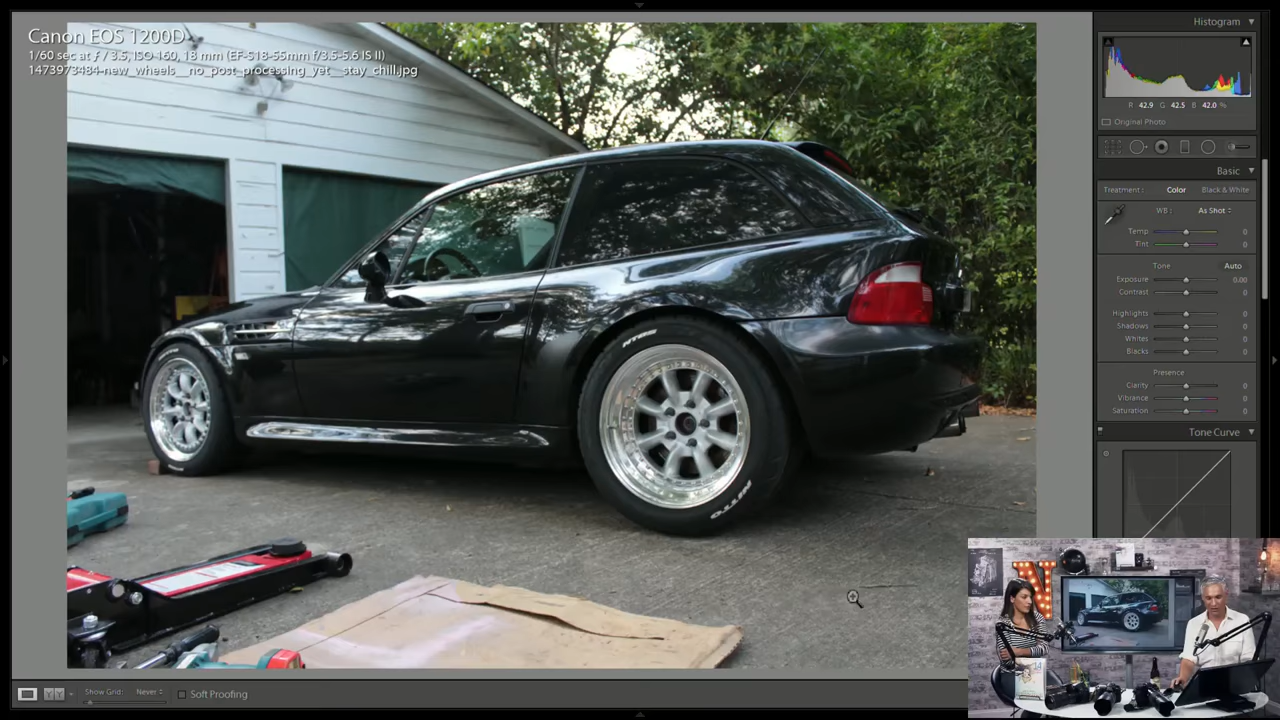 Canon EOS 1200D
1/60 sec at ƒ / 3.5, ISO 160, 18 mm (EF-S18-55mm f/3.5-5.6 IS II)
1473973484-new_wheels__no_post_processing_yet__stay_chill.jpg
Histogram
R 42.9 G 42.5 B 42.0 %
Original Photo
Basic
Treatment : Color Black & White
WB : As Shot
Temp 0
Tint 0
Tone Auto
Exposure 0.00
Contrast 0
Highlights 0
Shadows 0
Whites 0
Blacks 0
Presence
Clarity 0
Vibrance 0
Saturation 0
Tone Curve
NITTO
N
Show Grid: Never
Soft Proofing